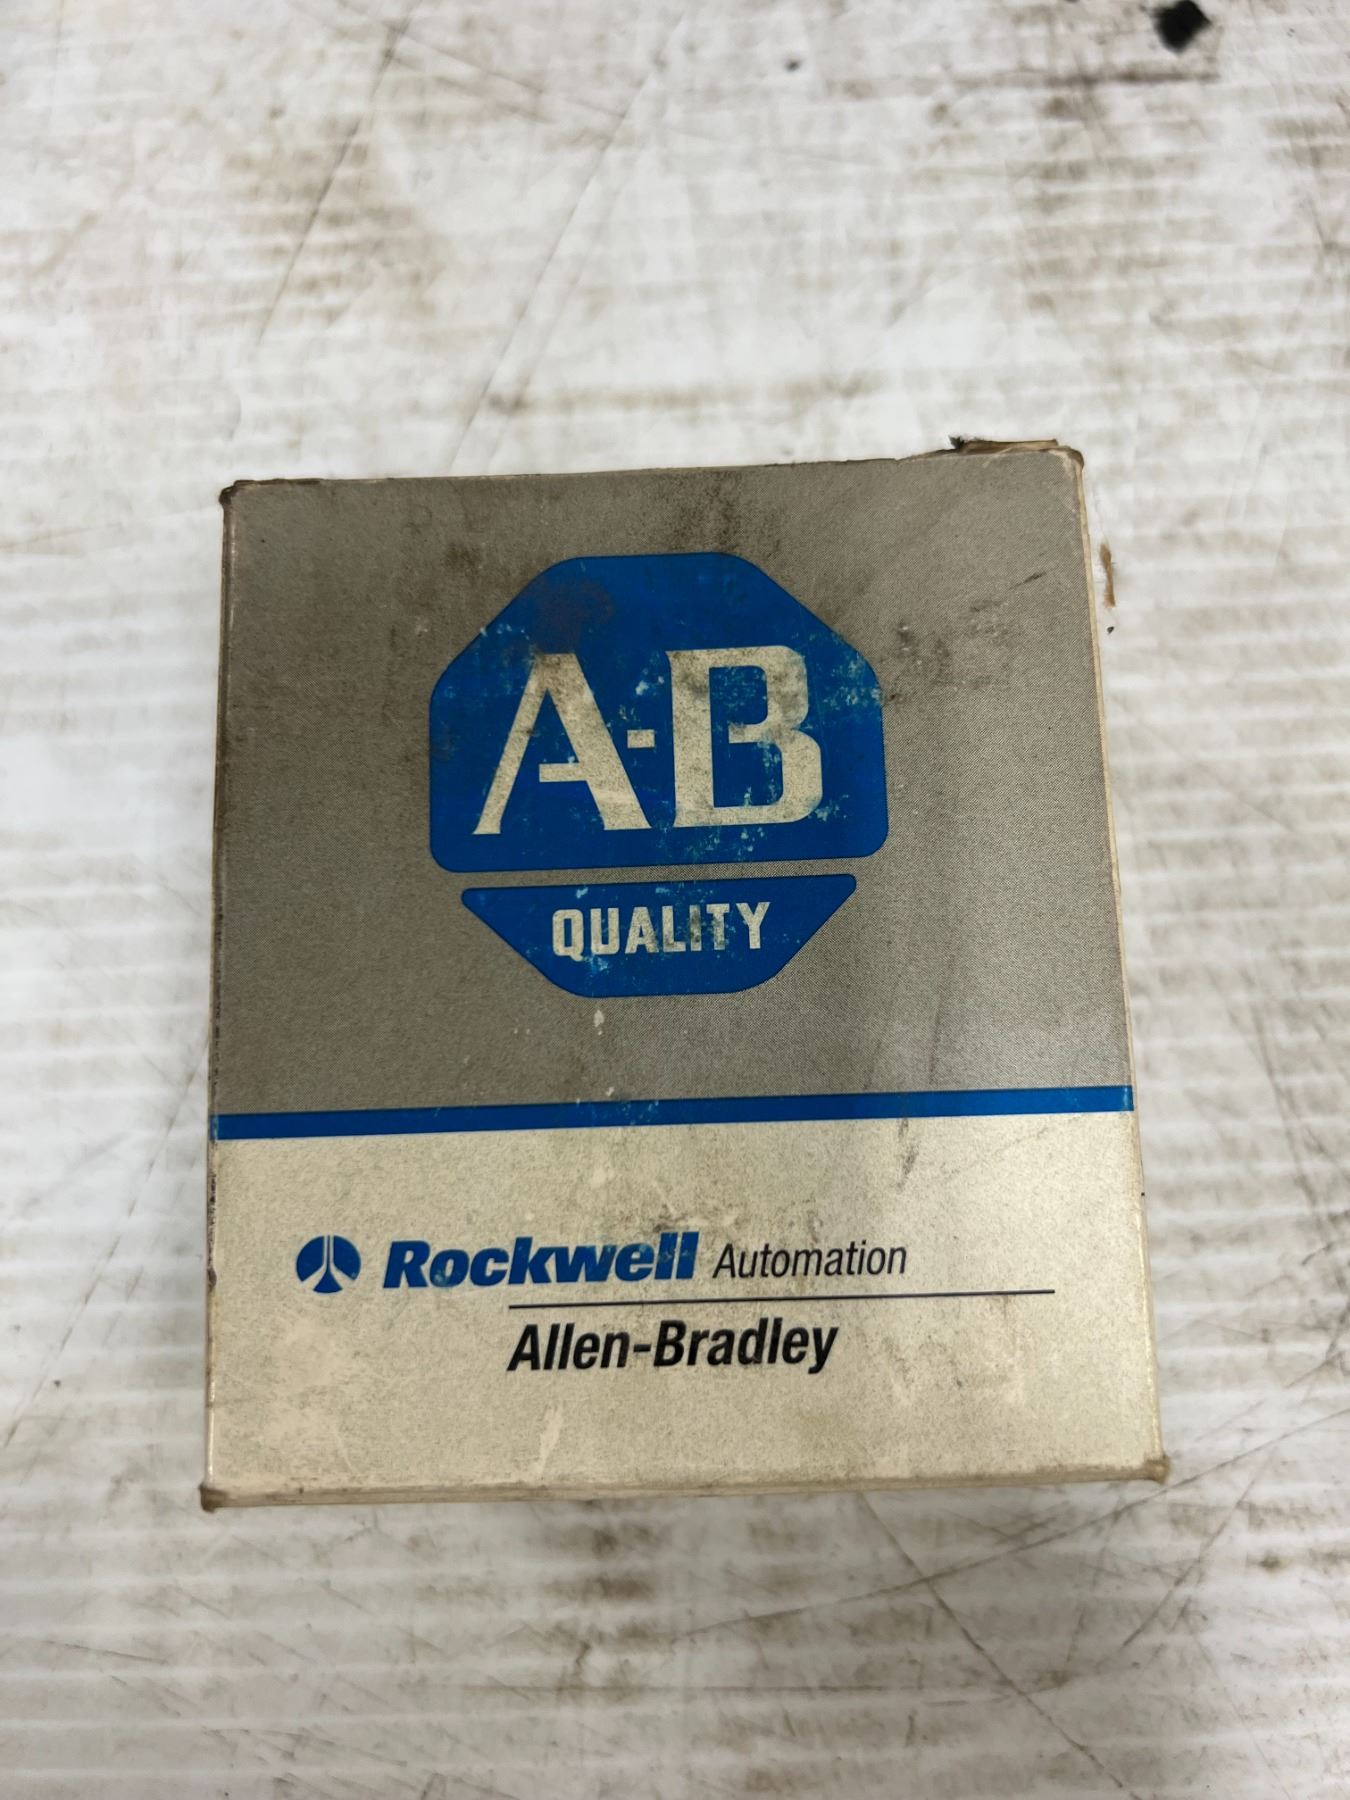 A-B
QUALITY
Rockwell Automation
Allen-Bradley